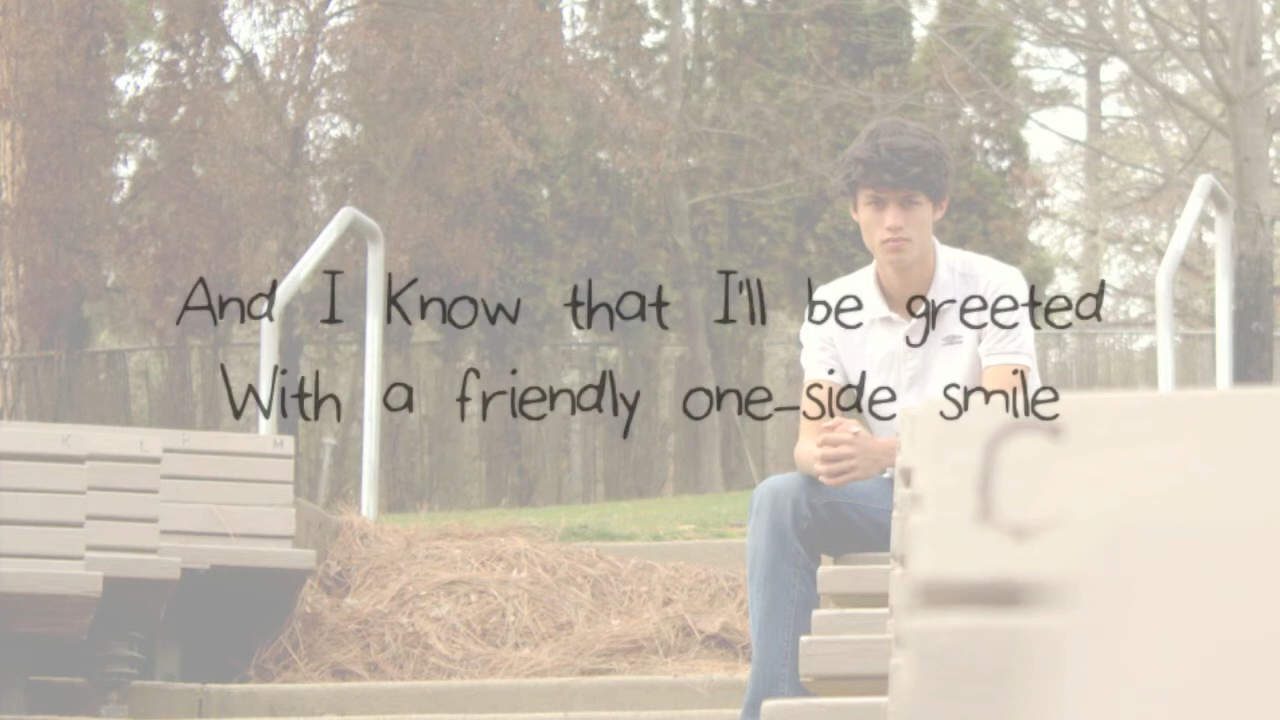 And I Know that I'll be greeted
With a friendly one-side smile
K L M
C